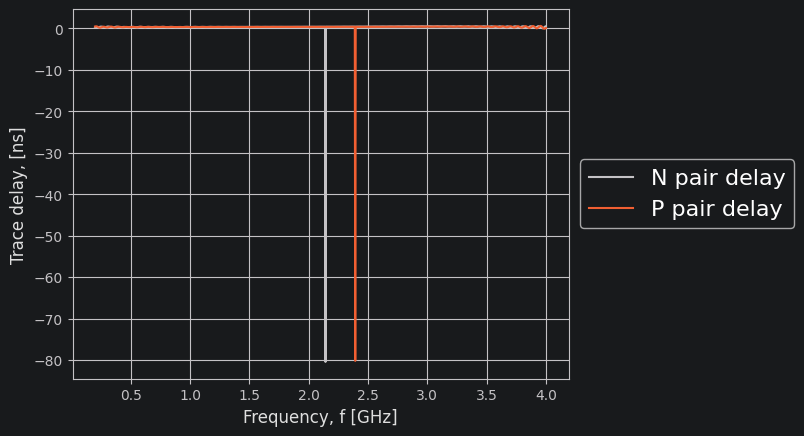 0
−10
−20
−30
−40
−50
−60
−70
−80
Trace delay, [ns]
0.5 1.0 1.5 2.0 2.5 3.0 3.5 4.0
Frequency, f [GHz]
N pair delay
P pair delay